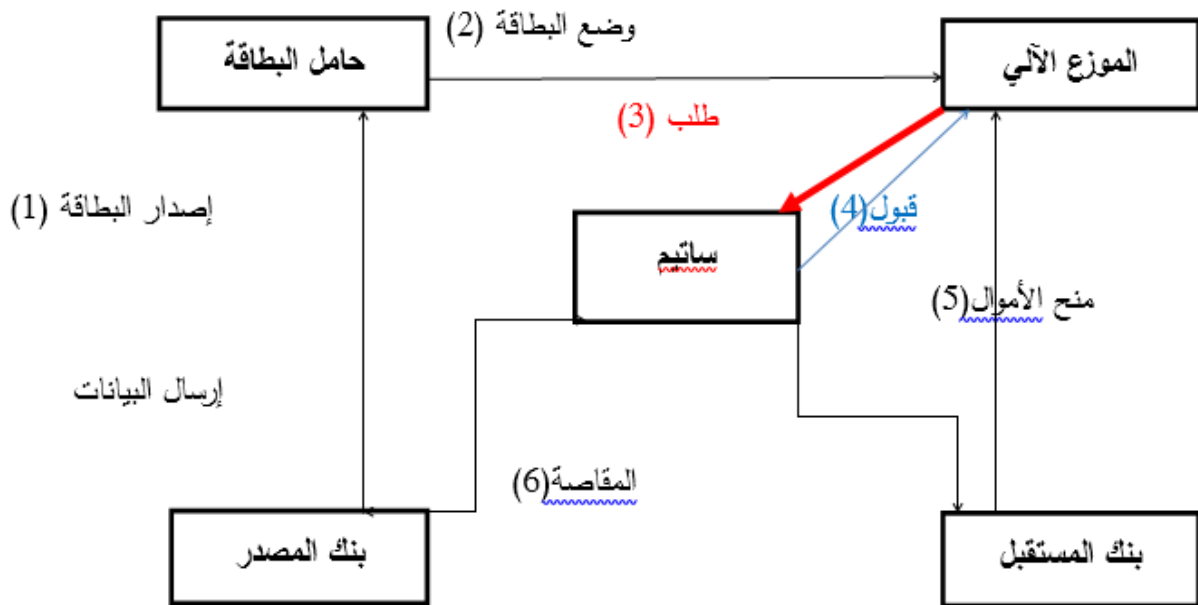 وضع البطاقة (2)
حامل البطاقة
الموزع الآلي
طلب (3)
إصدار البطاقة (1)
قبول(4)
ساتيم
منح الأموال(5)
إرسال البيانات
المقاصة(6)
بنك المصدر
بنك المستقبل